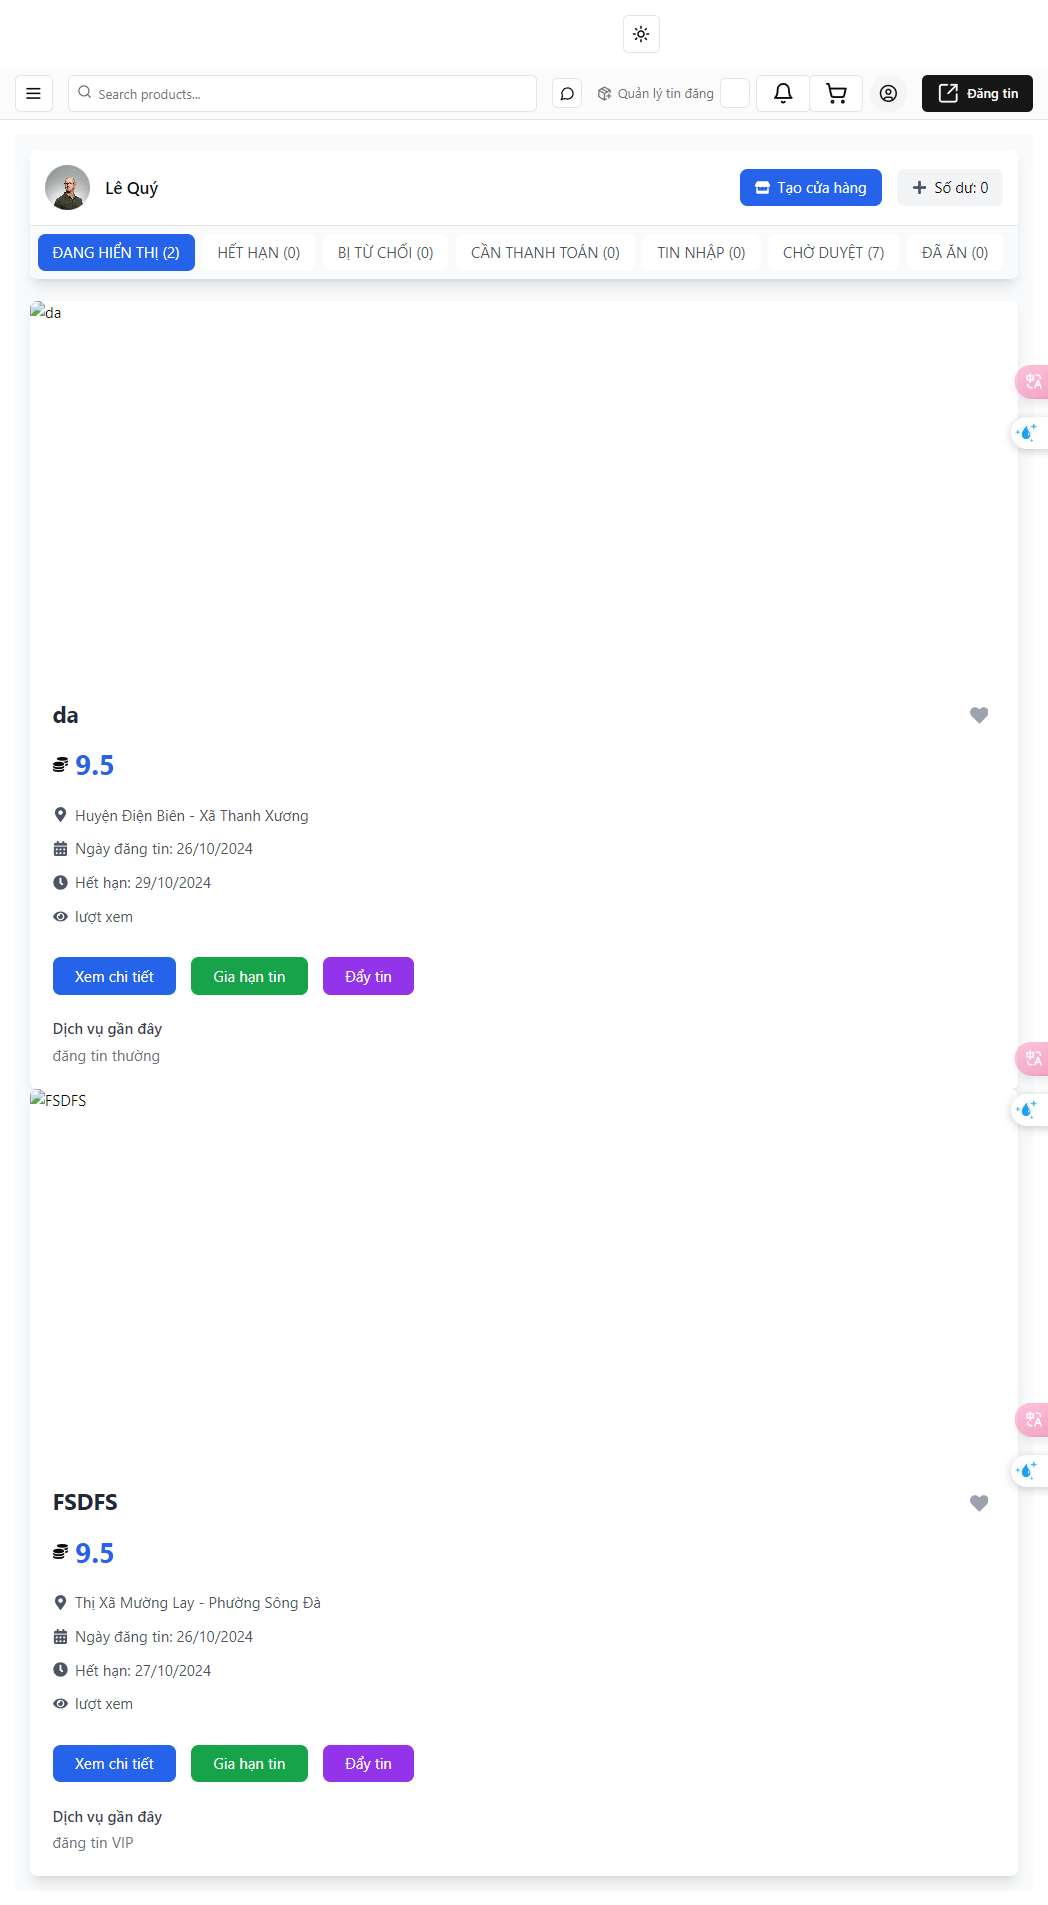 Search products...
Quản lý tin đăng
Đăng tin
Lê Quý
Tạo cửa hàng
Số dư: 0
ĐANG HIỂN THỊ (2)
HẾT HẠN (0)
BỊ TỪ CHỐI (0)
CẦN THANH TOÁN (0)
TIN NHẬP (0)
CHỜ DUYỆT (7)
ĐÃ ĂN (0)
da
da
9.5
Huyện Điện Biên - Xã Thanh Xương
Ngày đăng tin: 26/10/2024
Hết hạn: 29/10/2024
lượt xem
Xem chi tiết
Gia hạn tin
Đẩy tin
Dịch vụ gần đây
đăng tin thường
FSDFS
FSDFS
9.5
Thị Xã Mường Lay - Phường Sông Đà
Ngày đăng tin: 26/10/2024
Hết hạn: 27/10/2024
lượt xem
Xem chi tiết
Gia hạn tin
Đẩy tin
Dịch vụ gần đây
đăng tin VIP